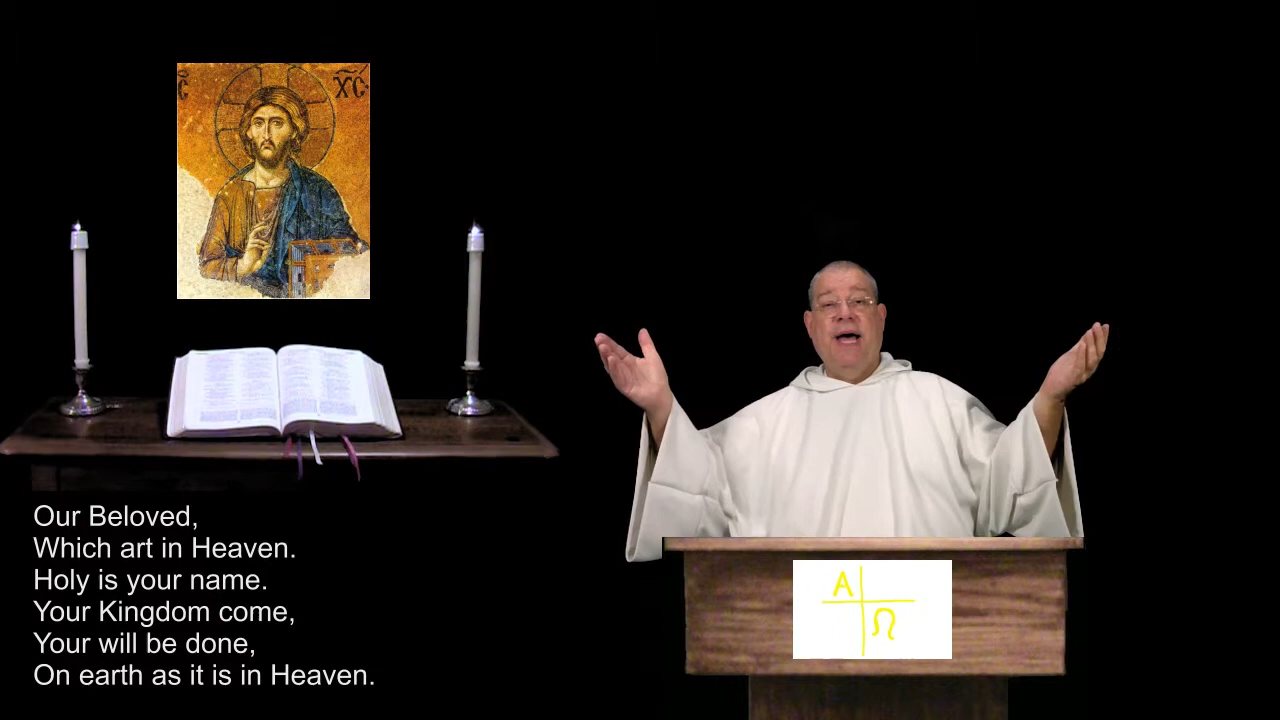 C
XC
Our Beloved,
Which art in Heaven.
Holy is your name.
Your Kingdom come,
Your will be done,
On earth as it is in Heaven.
A
Ω